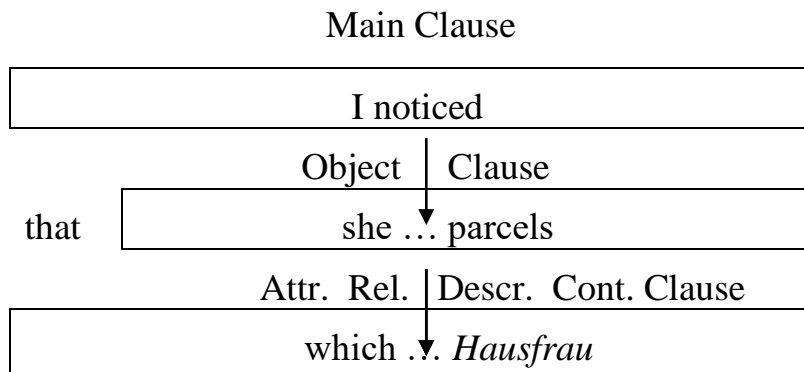 Main Clause
I noticed
Object Clause
that she … parcels
Attr. Rel. Descr. Cont. Clause
which … Hausfrau